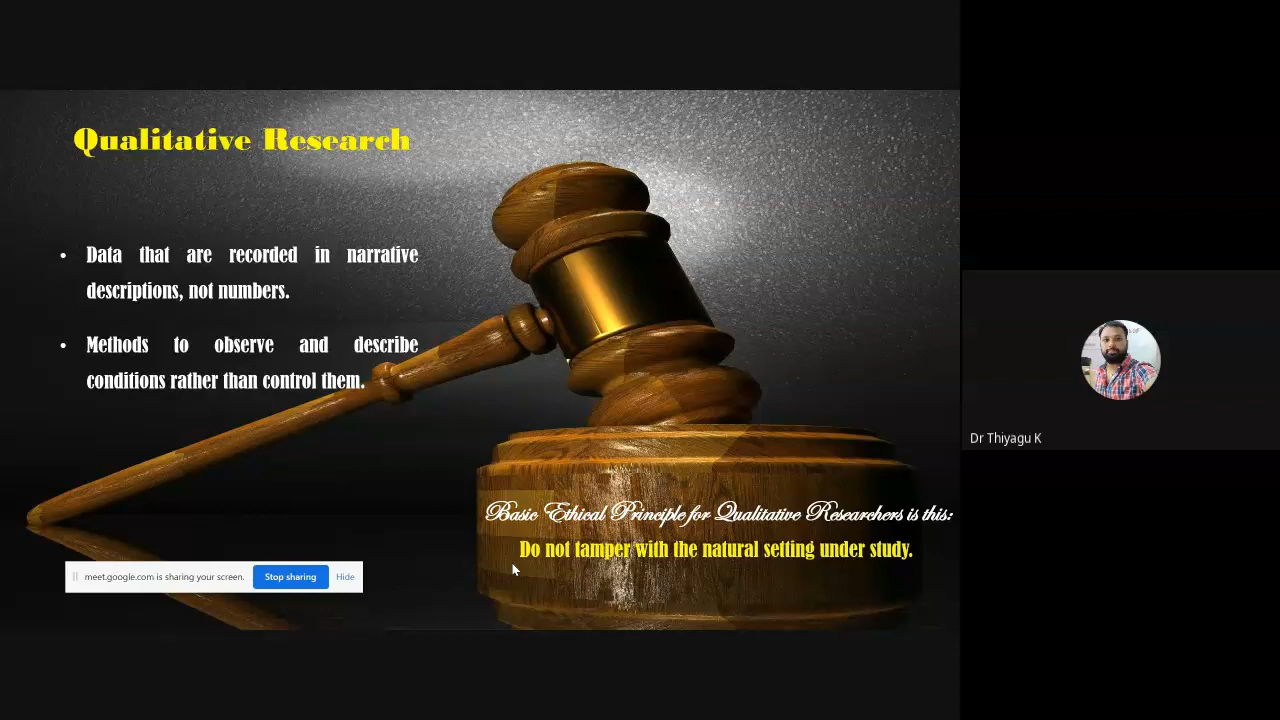 Qualitative Research
• Data that are recorded in narrative
descriptions, not numbers.
• Methods to observe and describe
conditions rather than control them.
Basic Ethical Principle for Qualitative Researchers is this:
Do not tamper with the natural setting under study.
meet.google.com is sharing your screen. Stop sharing Hide
Dr Thiyagu K